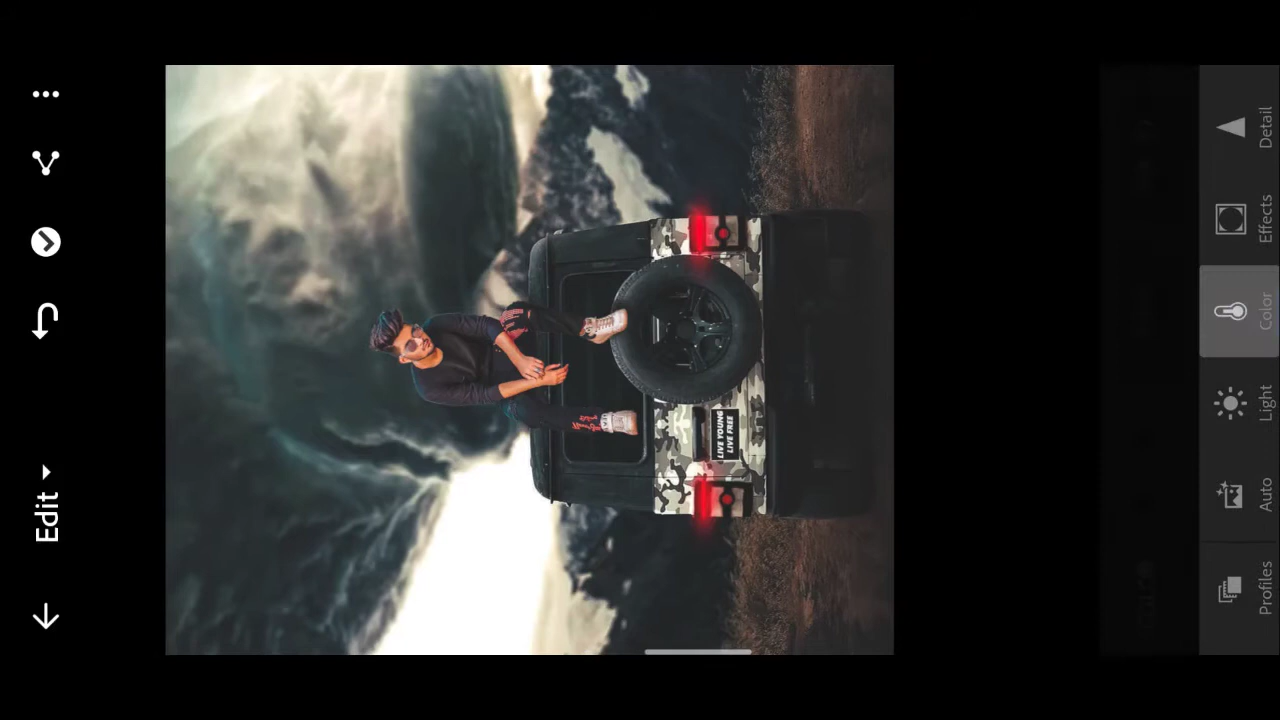 Edit
LIVE YOUNG
LIVE FREE
Profiles
Auto
Light
Color
Effects
Detail